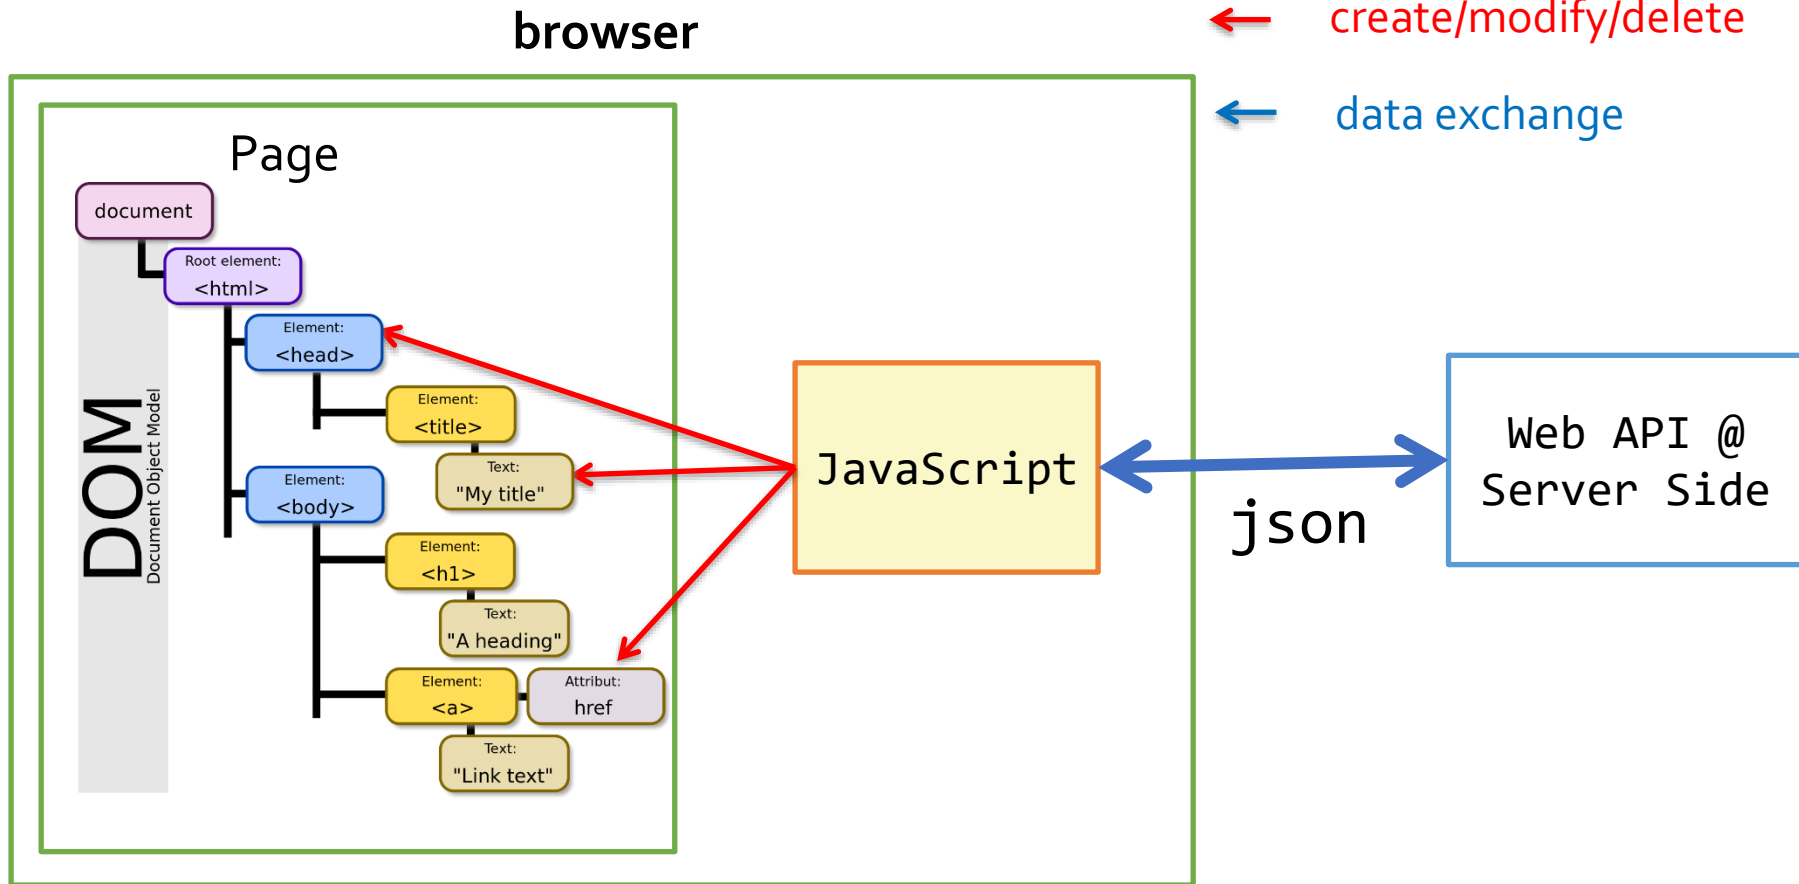 browser
create/modify/delete
data exchange
Page
document
Root element:
<html>
Element:
<head>
Element:
<title>
Text:
"My title"
Element:
<body>
Element:
<h1>
Text:
"A heading"
Element:
<a>
Attribut:
href
Text:
"Link text"
DOM
Document Object Model
JavaScript
json
Web API @
Server Side